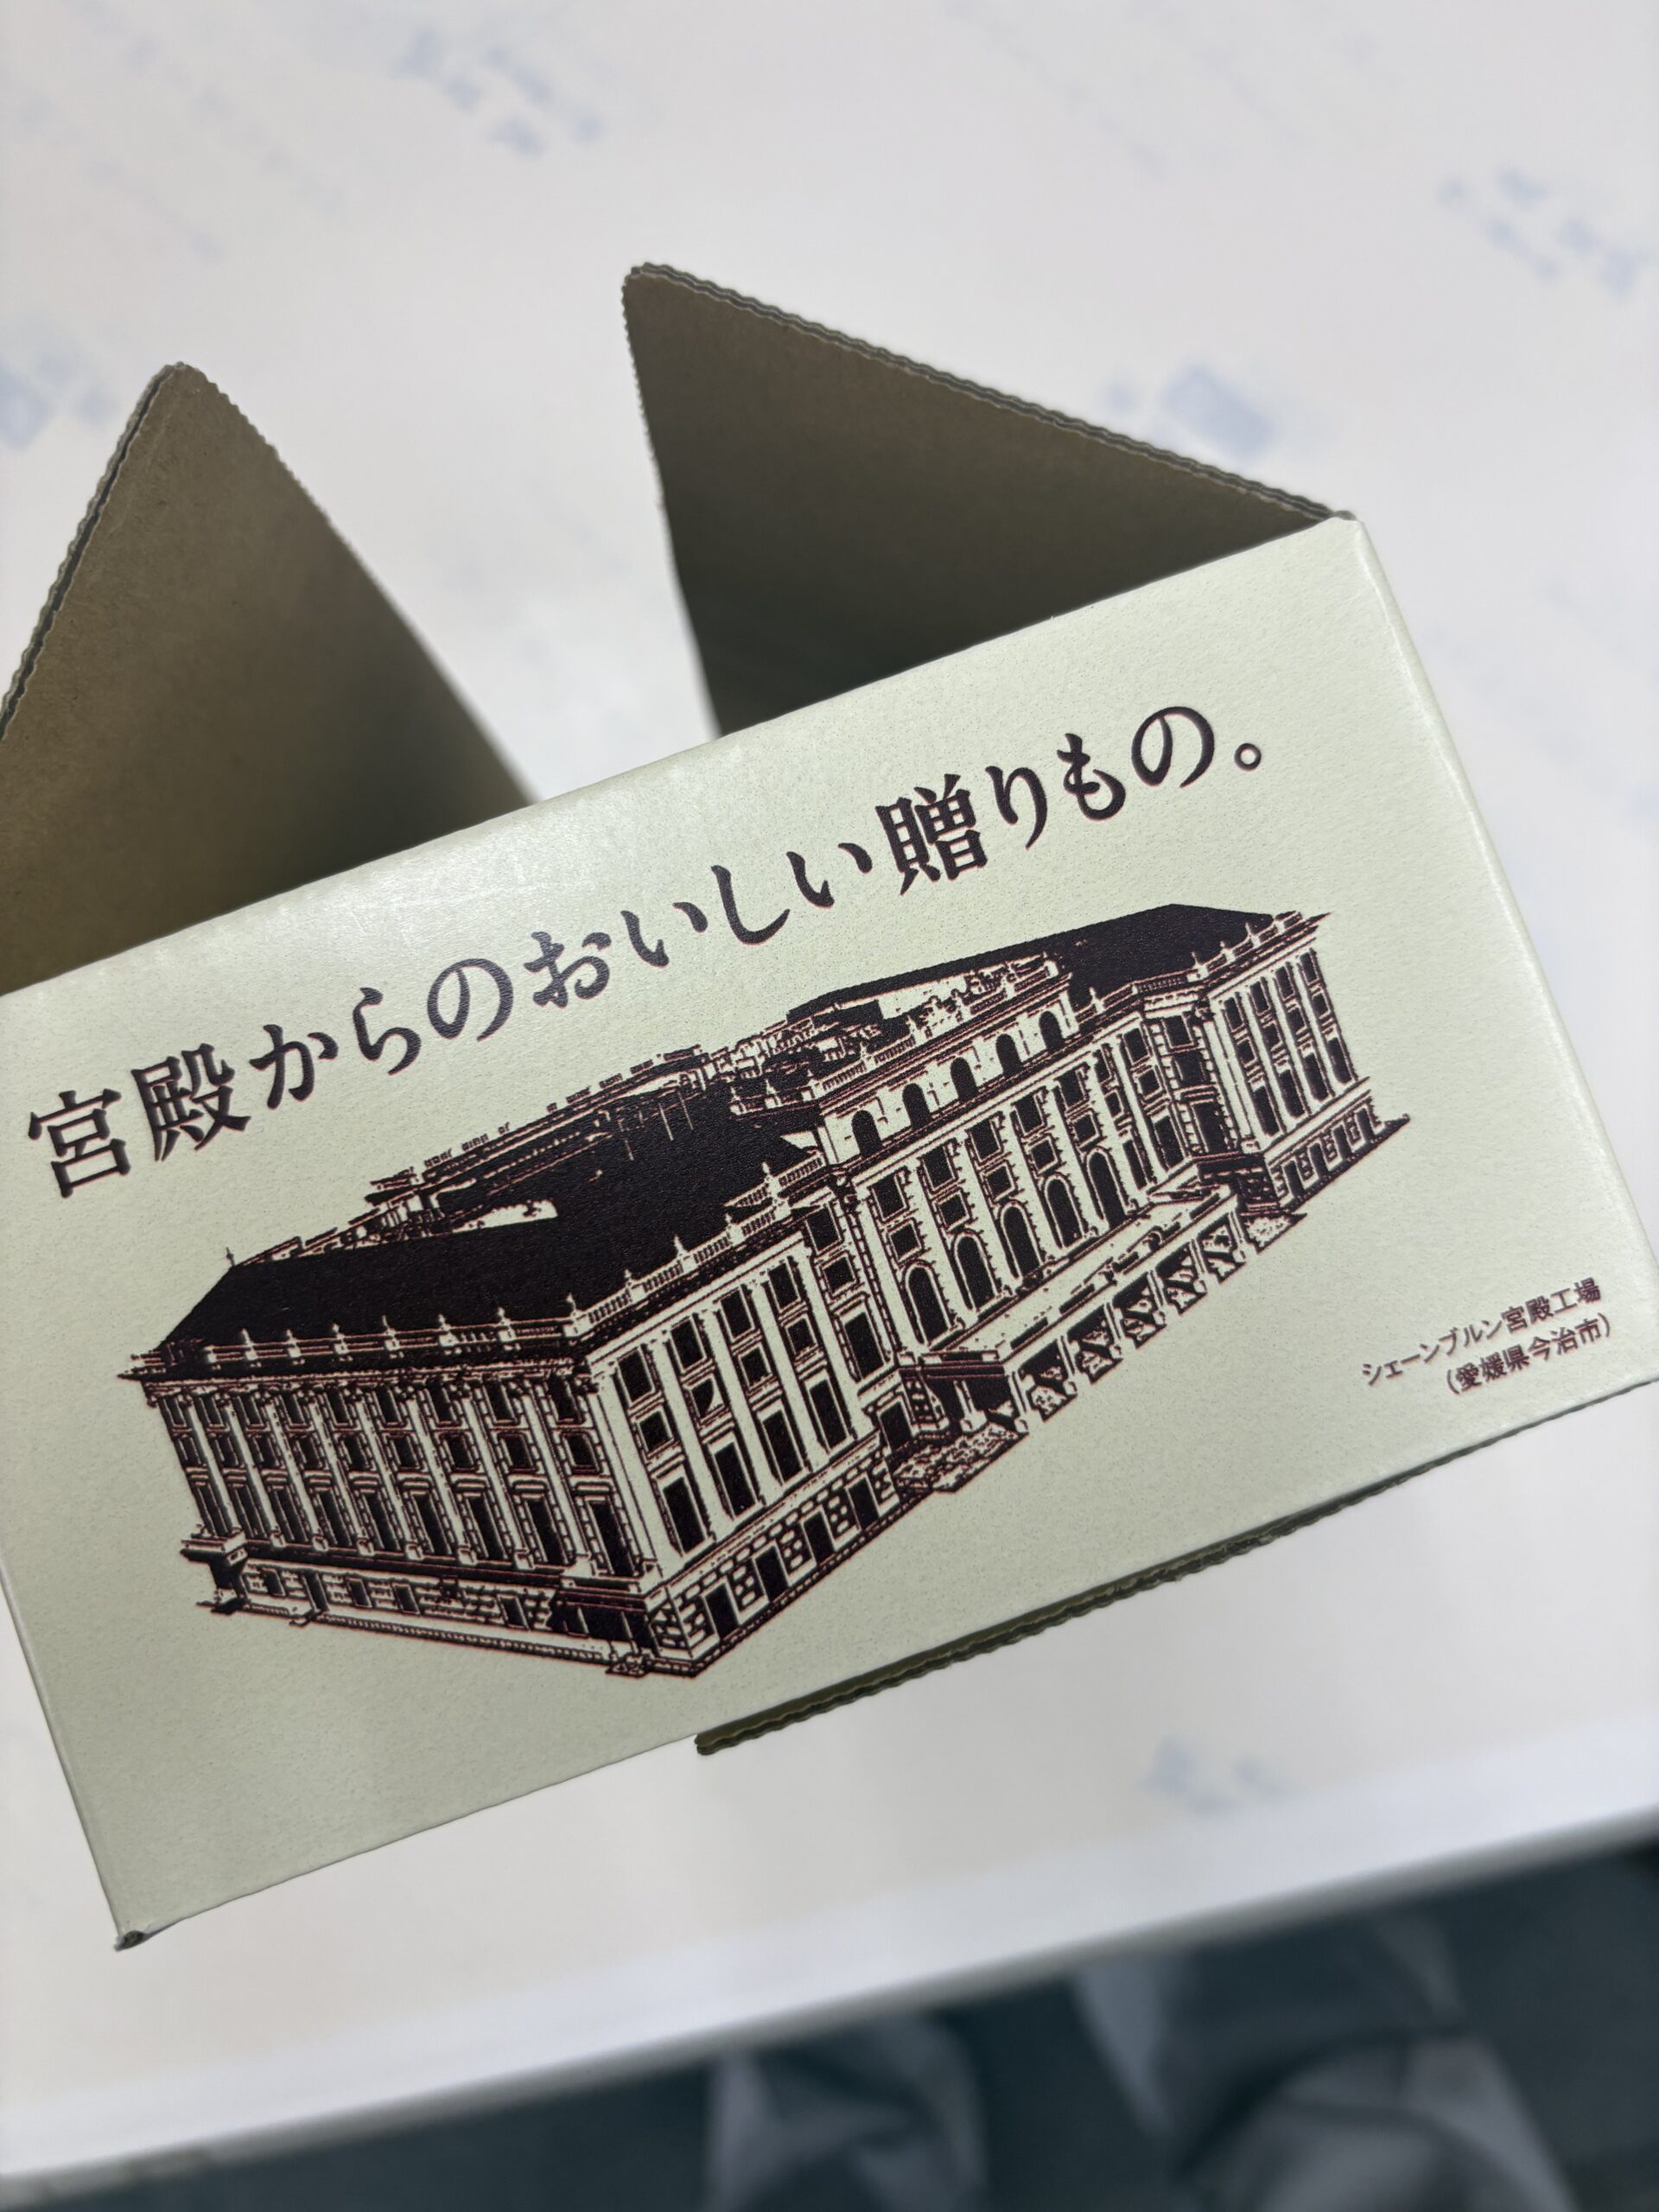 宮殿からのおいしい贈りもの。
シェーンブルン宮殿工場
(愛媛県今治市)